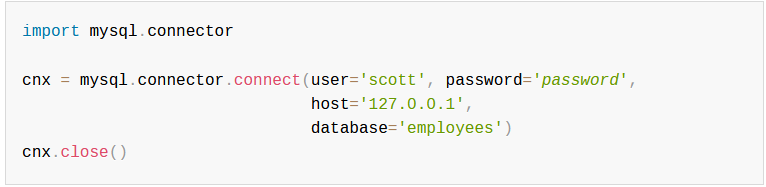 import mysql.connector
cnx = mysql.connector.connect(user='scott', password='password',
host='127.0.0.1',
database='employees')
cnx.close()